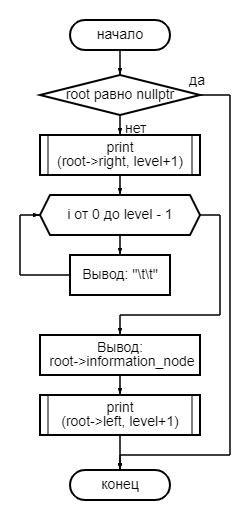 начало
да
root равно nullptr
нет
print
(root->right, level+1)
i от 0 до level - 1
Вывод: "\t\t"
Вывод:
root->information_node
print
(root->left, level+1)
конец